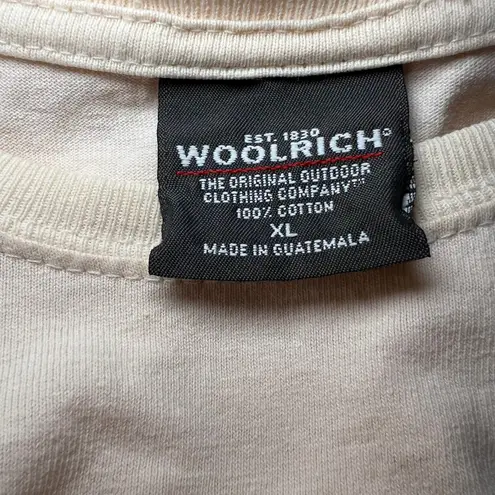 EST. 1830
WOOLRICH®
THE ORIGINAL OUTDOOR
CLOTHING COMPANY™
100% COTTON
XL
MADE IN GUATEMALA